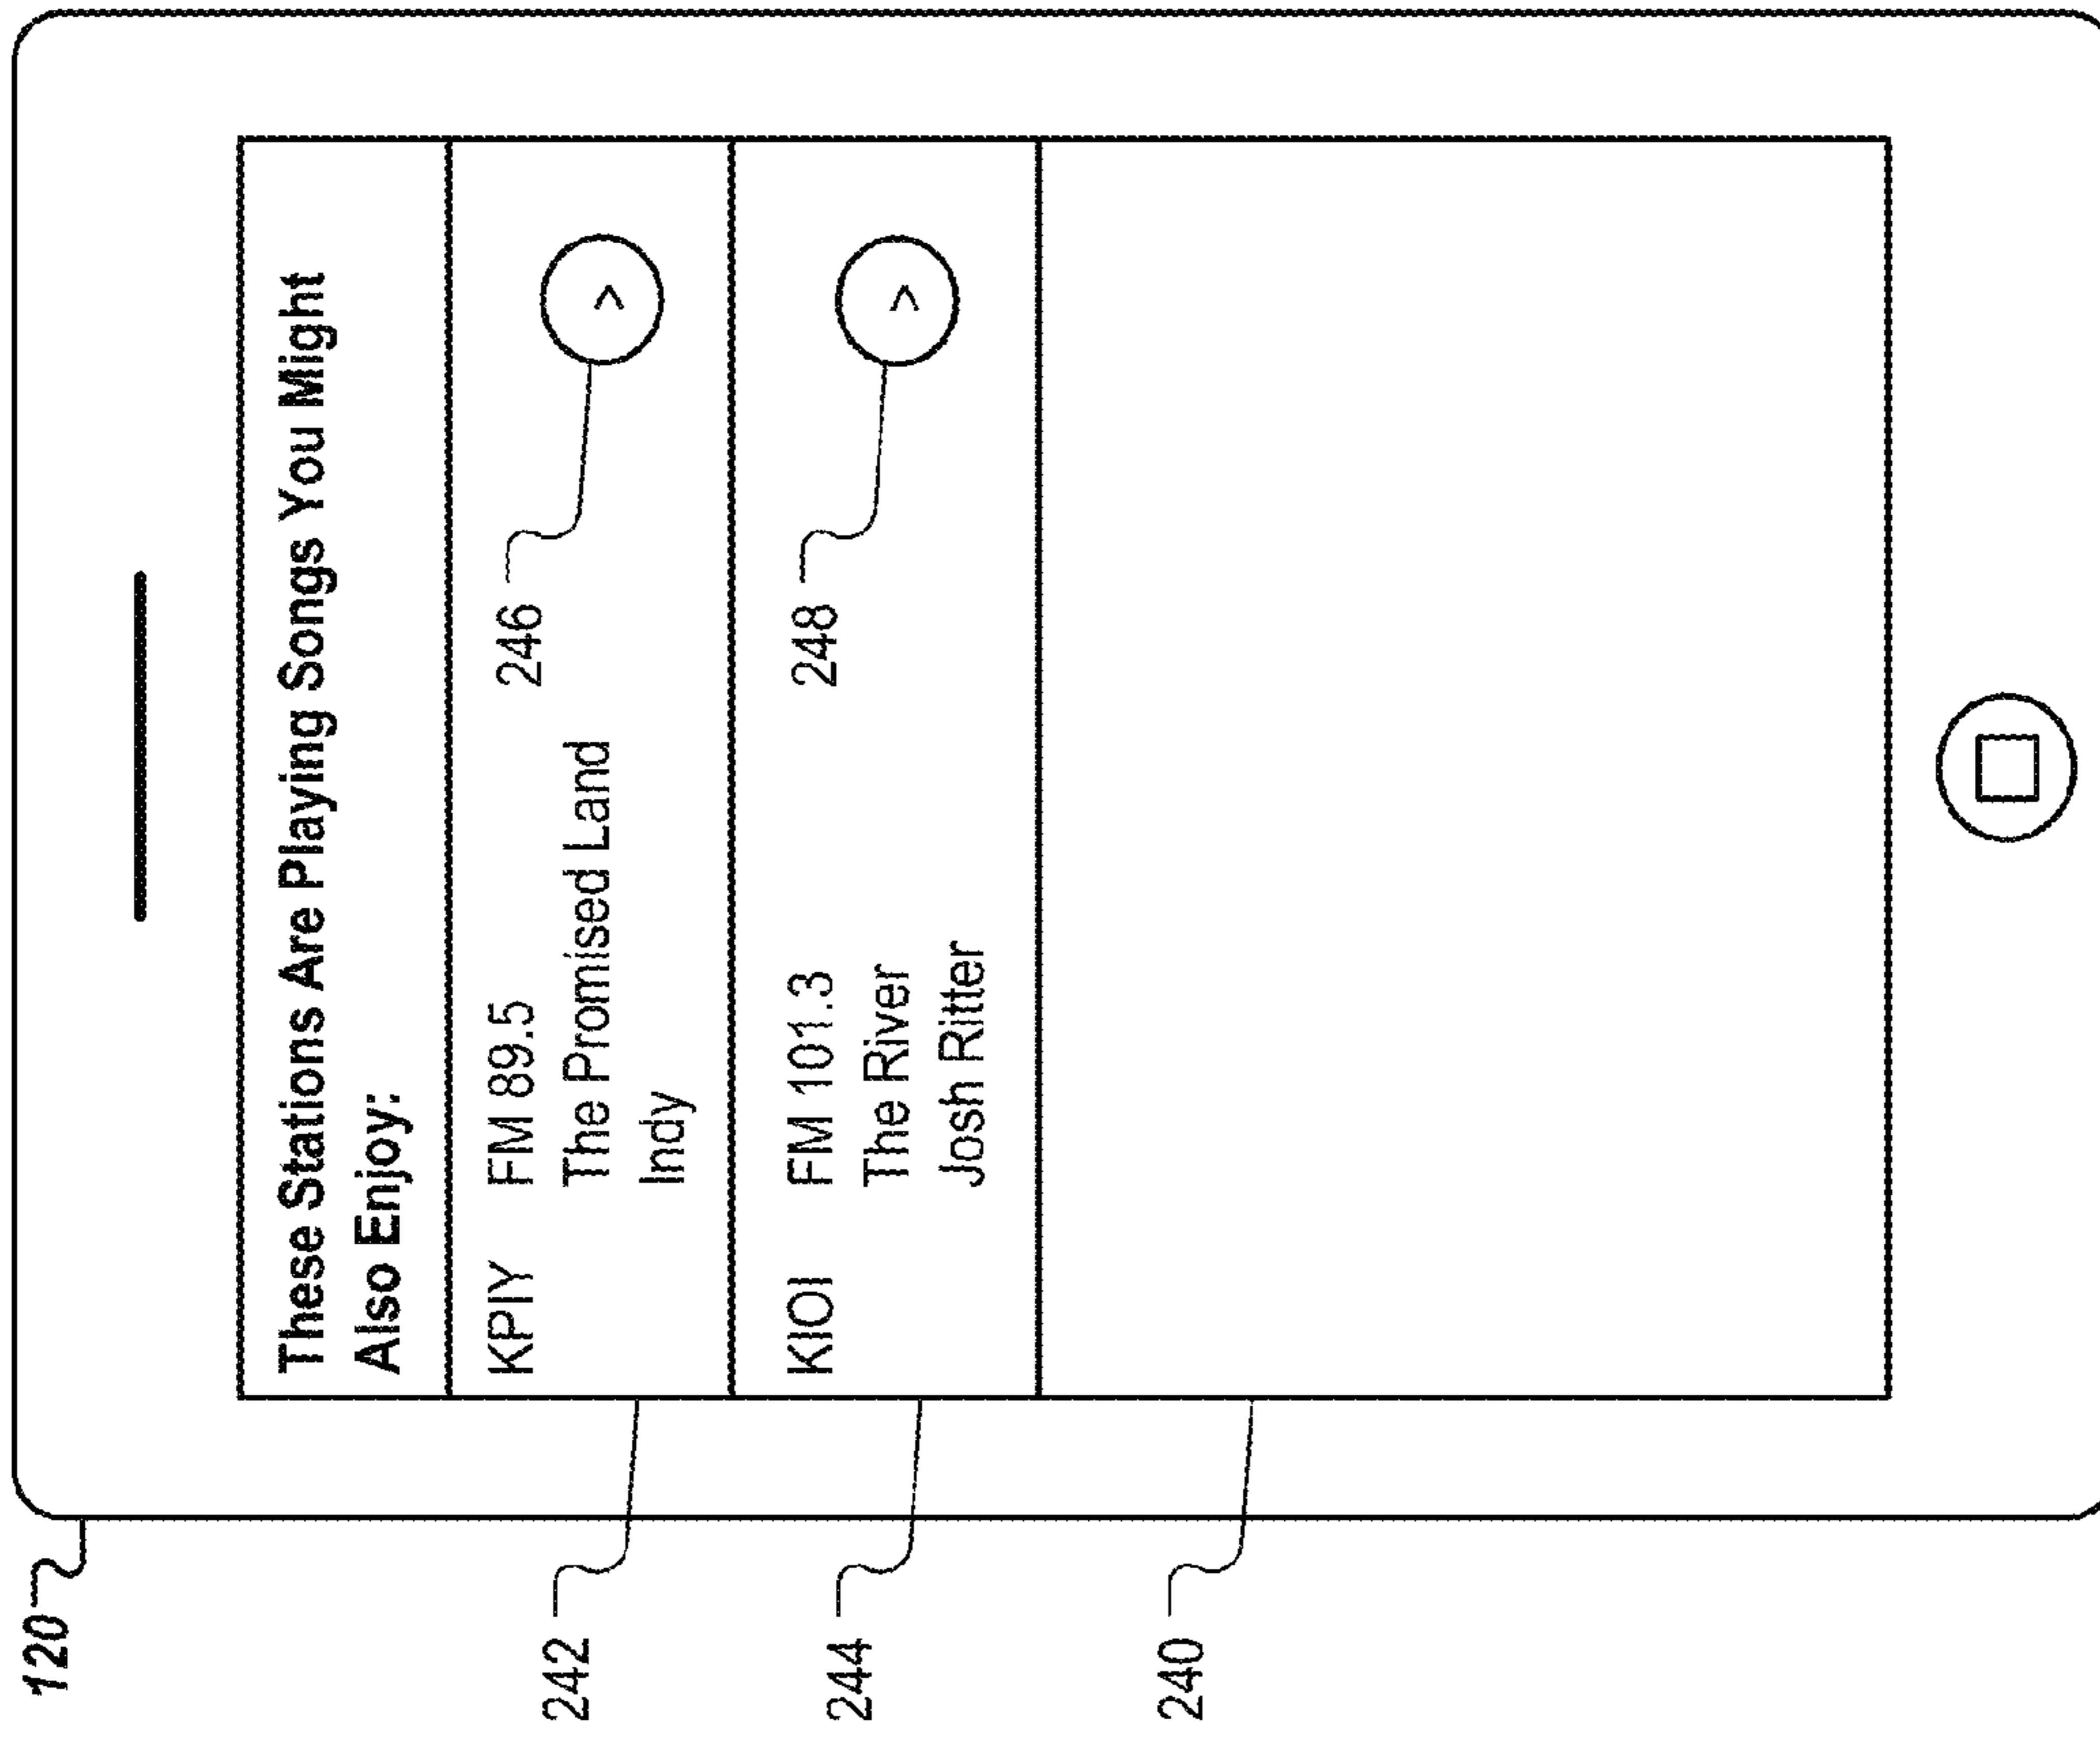 120
These Stations Are Playing Songs You Might
Also Enjoy:
242
KPIY FM 89.5
246
>
The Promised Land
Indy
244
KIOI FM 101.3
248
>
The River
Josh Ritter
240